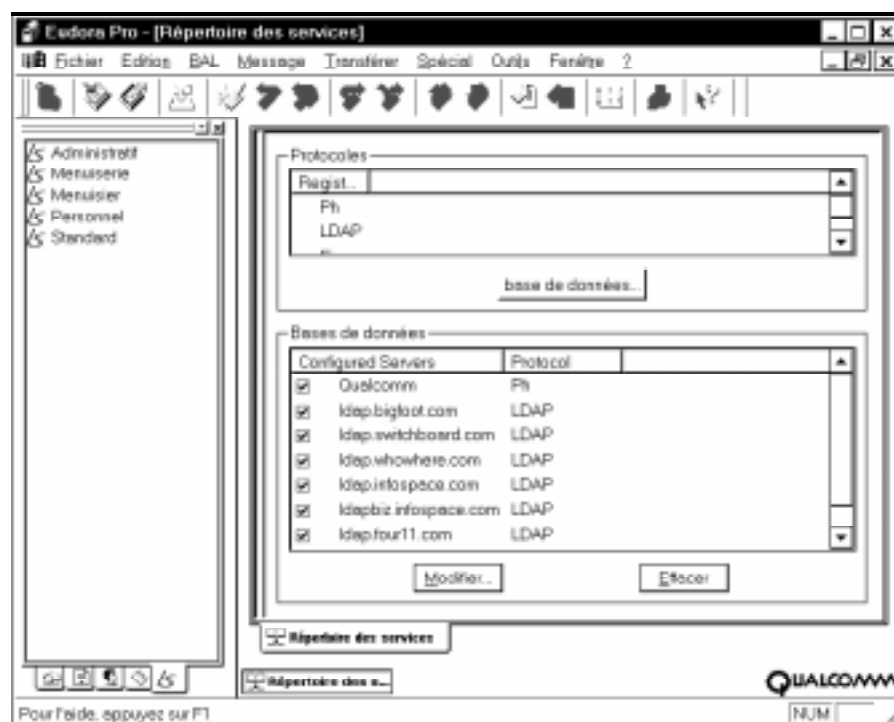 Eudora Pro - [Répertoire des services]
Fichier Edition BAL Message Transférer Spécial Outils Fenêtre ?
Administratif
Menuiserie
Menuisier
Personnel
Standard
Protocoles
Regist...
Ph
LDAP
base de données...
Bases de données
Configured Servers Protocol
Qualcomm Ph
ldap.bigfoot.com LDAP
ldap.switchboard.com LDAP
ldap.whowhere.com LDAP
ldap.infospace.com LDAP
ldapbiz.infospace.com LDAP
ldap.four11.com LDAP
Modifier... Effacer
Répertoire des services
Répertoire des s...
QUALCOMM
Pour l'aide, appuyez sur F1
NUM